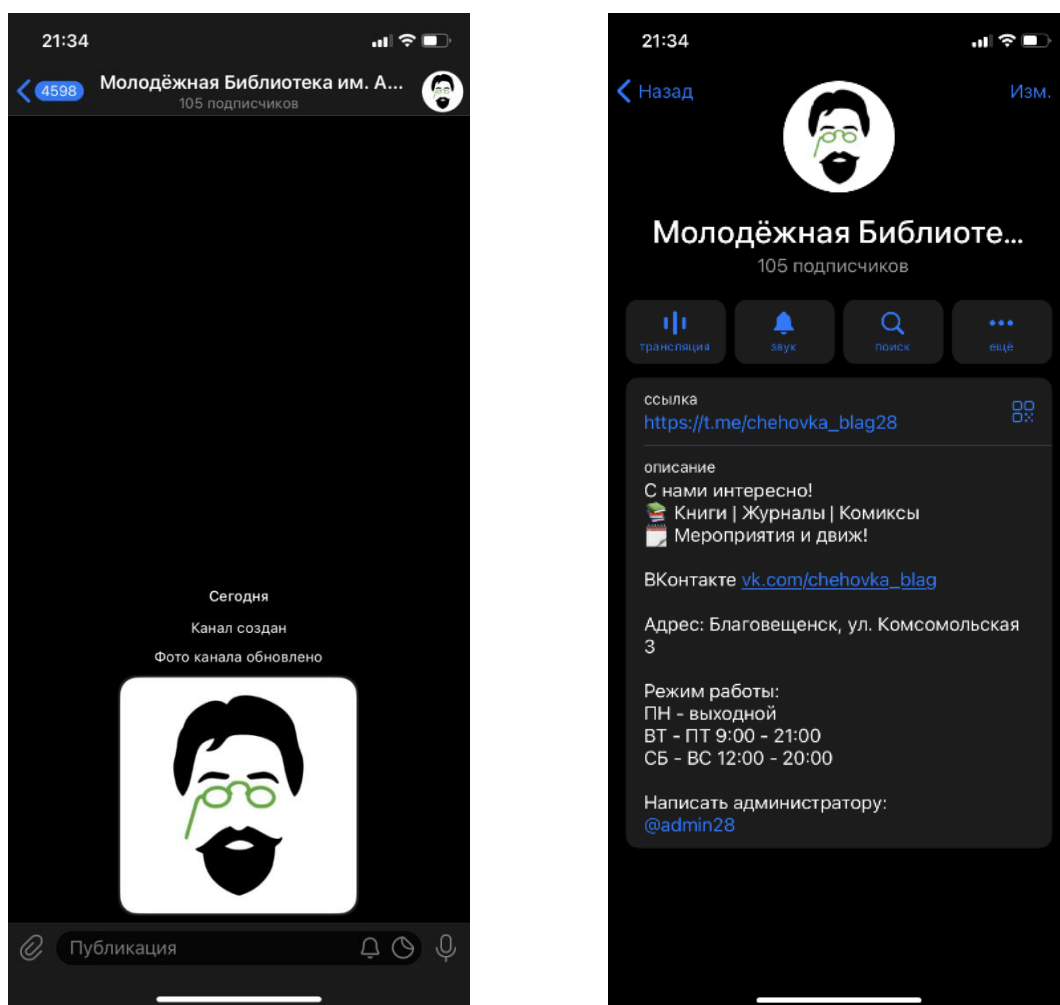 21:34
4598
Молодёжная Библиотека им. А...
105 подписчиков
Сегодня
Канал создан
Фото канала обновлено
Публикация
21:34
Назад
Изм.
Молодёжная Библиоте...
105 подписчиков
трансляция
звук
поиск
ещё
ссылка
https://t.me/chehovka_blag28
описание
С нами интересно!
📚 Книги | Журналы | Комиксы
🗓 Мероприятия и движ!
ВКонтакте vk.com/chehovka_blag
Адрес: Благовещенск, ул. Комсомольская
3
Режим работы:
ПН - выходной
ВТ - ПТ 9:00 - 21:00
СБ - ВС 12:00 - 20:00
Написать администратору:
@admin28